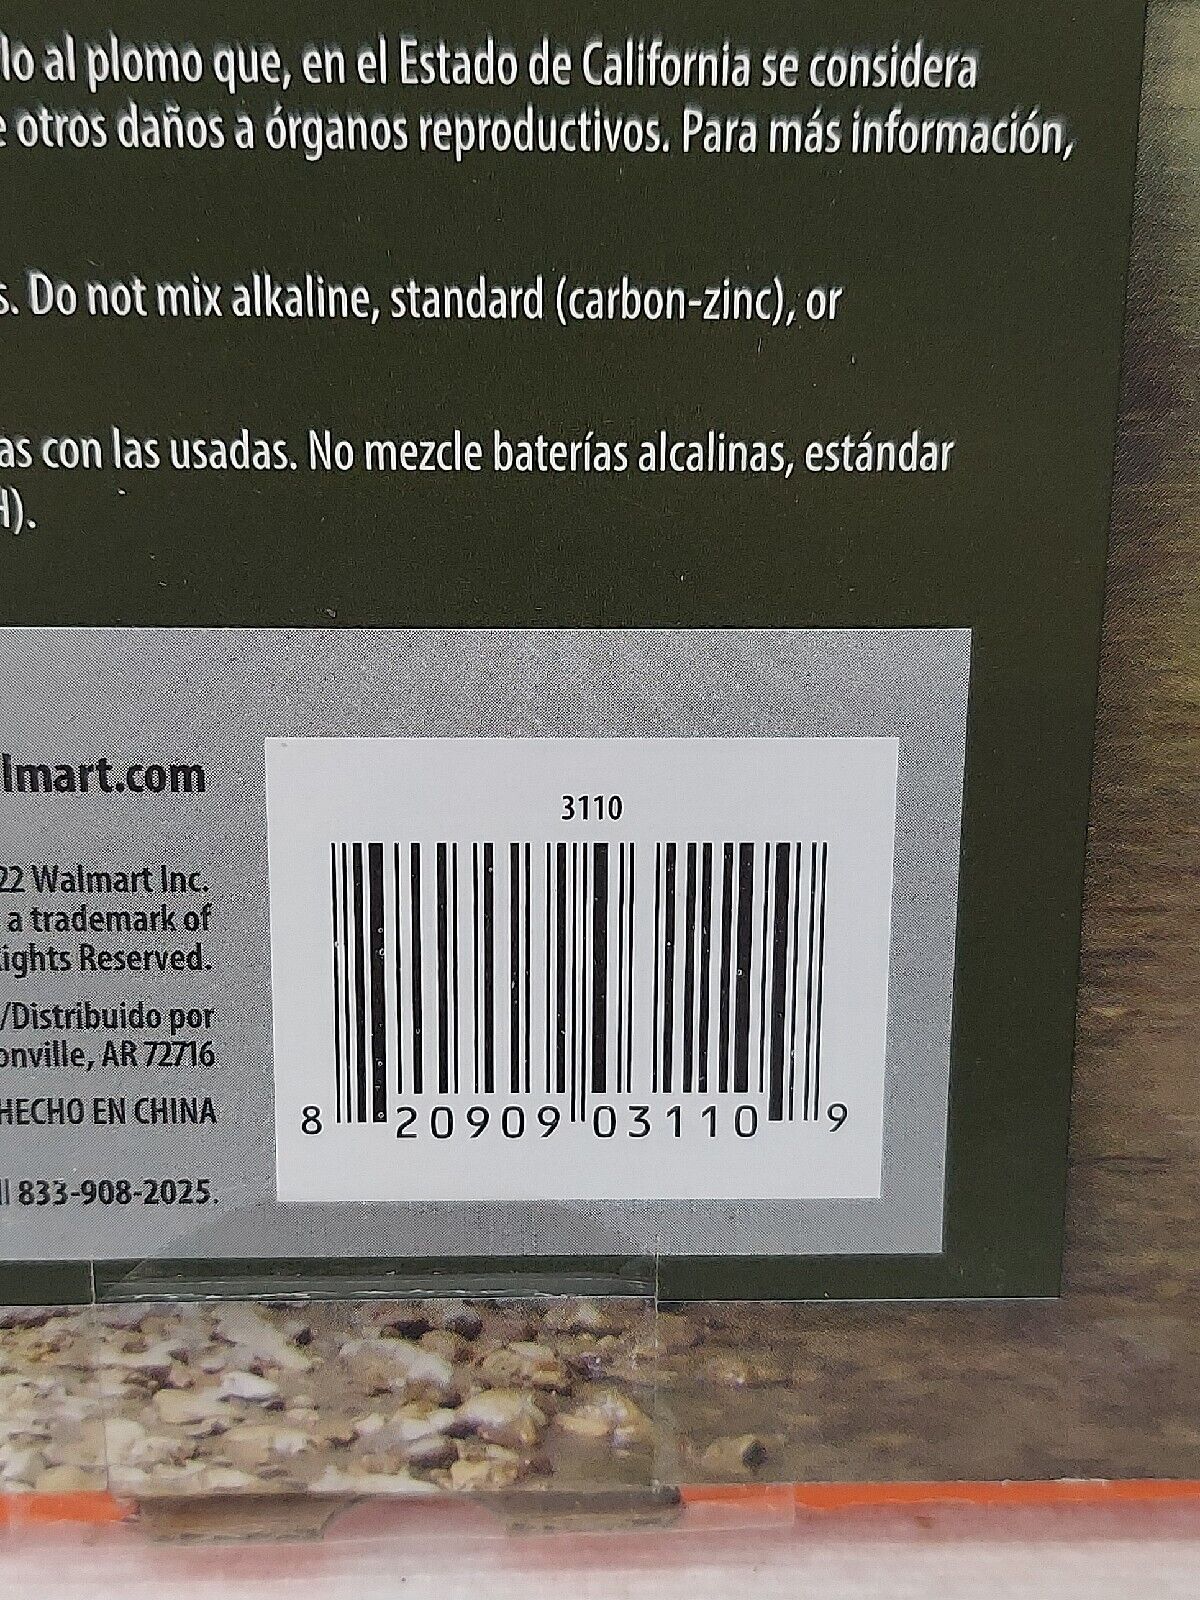 lo al plomo que, en el Estado de California se considera
e otros daños a órganos reproductivos. Para más información,
s. Do not mix alkaline, standard (carbon-zinc), or
as con las usadas. No mezcle baterías alcalinas, estándar
H).
lmart.com
22 Walmart Inc.
a trademark of
ights Reserved.
/Distribuido por
onville, AR 72716
HECHO EN CHINA
ll 833-908-2025.
3110
8 20909 03110 9